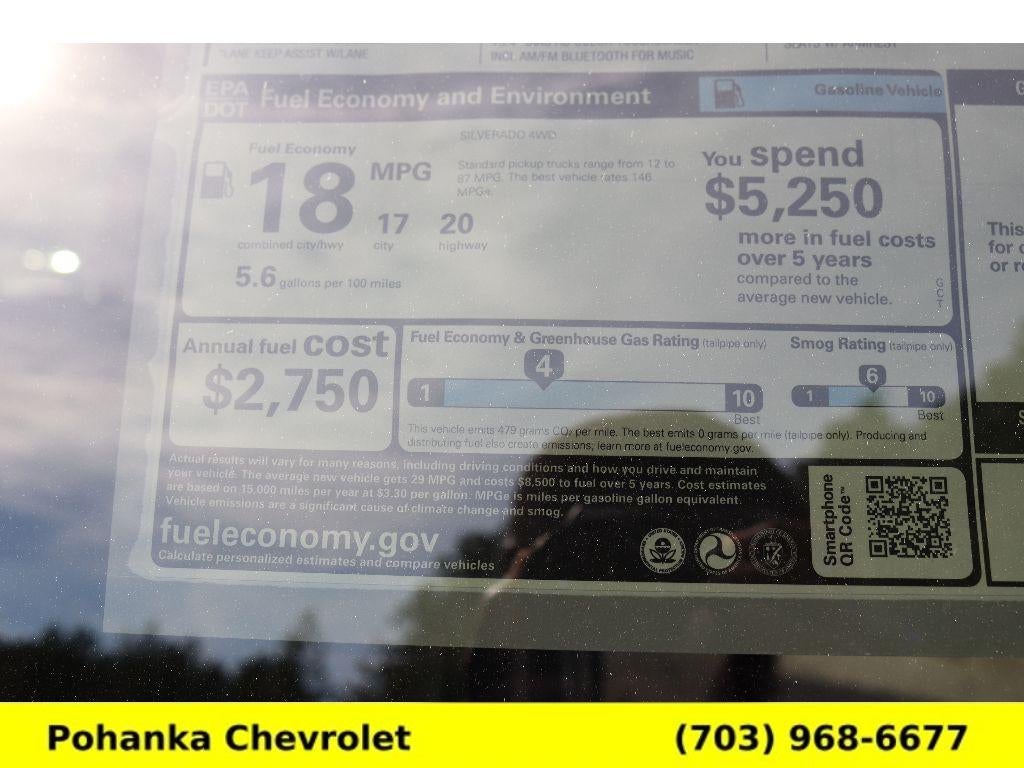 *LANE KEEP ASSIST W/LANE
INCL AM/FM BLUETOOTH FOR MUSIC
EPA
DOT
Fuel Economy and Environment
Gasoline Vehicle
SILVERADO 4WD
Fuel Economy
18 MPG
17 20
combined city/hwy city highway
5.6 gallons per 100 miles
Standard pickup trucks range from 12 to
87 MPG. The best vehicle rates 146
MPGe.
You spend
$5,250
more in fuel costs
over 5 years
compared to the
average new vehicle.
Annual fuel cost
$2,750
Fuel Economy & Greenhouse Gas Rating (tailpipe only)
4
1 10
Best
Smog Rating (tailpipe only)
6
1 10
Best
This vehicle emits 479 grams CO₂ per mile. The best emits 0 grams per mile (tailpipe only). Producing and
distributing fuel also create emissions; learn more at fueleconomy.gov.
Actual results will vary for many reasons, including driving conditions and how you drive and maintain
your vehicle. The average new vehicle gets 29 MPG and costs $8,500 to fuel over 5 years. Cost estimates
are based on 15,000 miles per year at $3.30 per gallon. MPGe is miles per gasoline gallon equivalent.
Vehicle emissions are a significant cause of climate change and smog.
fueleconomy.gov
Calculate personalized estimates and compare vehicles
Smartphone
QR Code™
This
for c
or re
Pohanka Chevrolet (703) 968-6677